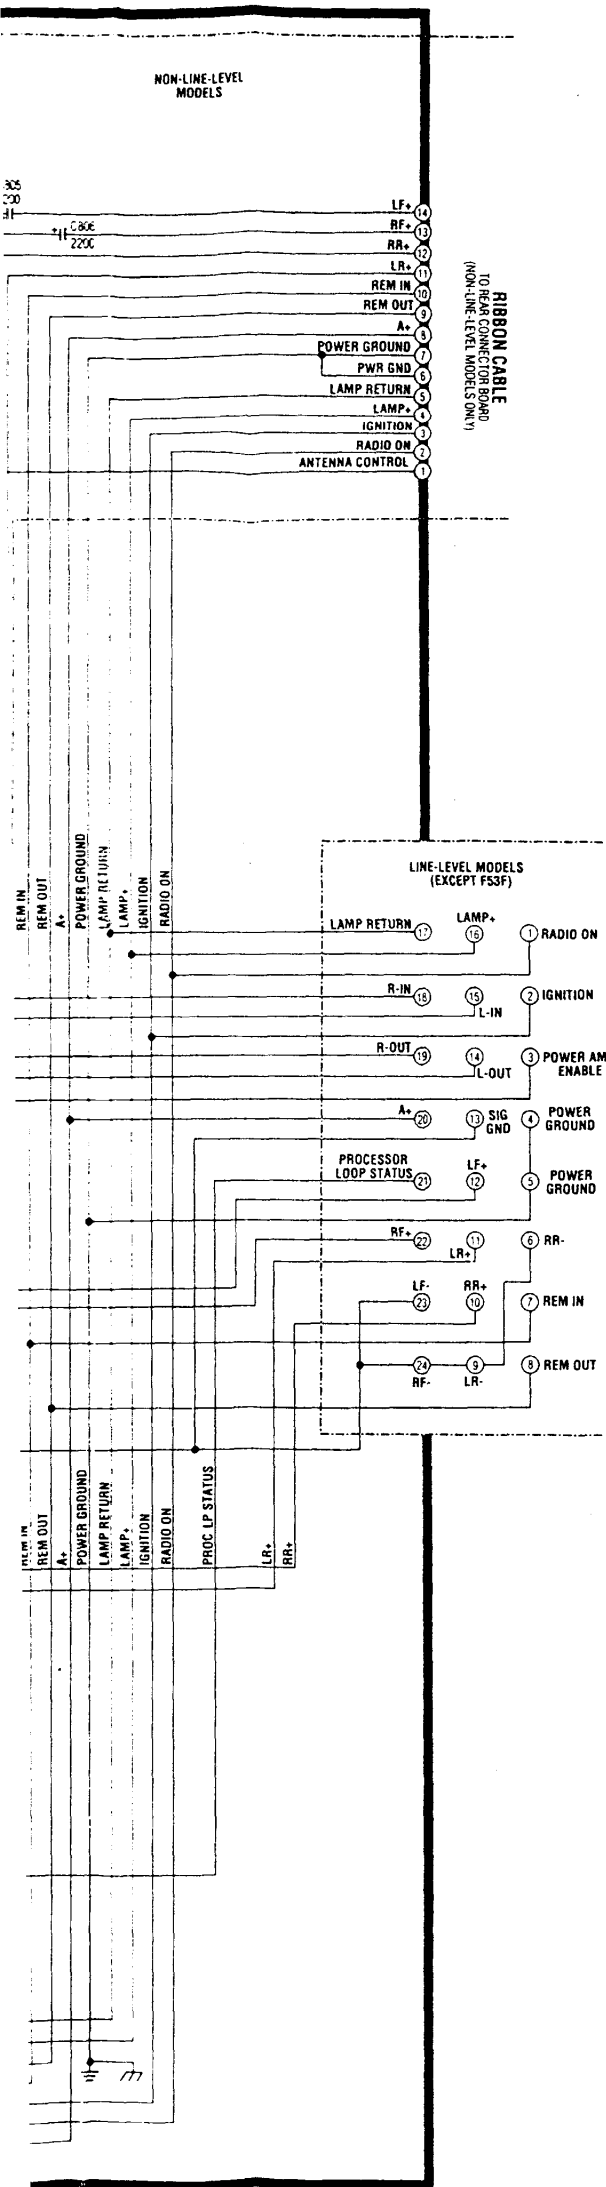 NON-LINE-LEVEL
MODELS
C806
2200
LF+ 14
RF+ 13
RR+ 12
LR+ 11
REM IN 10
REM OUT 9
A+ 8
POWER GROUND 7
PWR GND 6
LAMP RETURN 5
LAMP+ 4
IGNITION 3
RADIO ON 2
ANTENNA CONTROL 1
RIBBON CABLE
TO REAR CONNECTOR BOARD
(NON-LINE-LEVEL MODELS ONLY)
REM IN
REM OUT
A+
POWER GROUND
LAMP RETURN
LAMP+
IGNITION
RADIO ON
LINE-LEVEL MODELS
(EXCEPT F53F)
LAMP RETURN 17
LAMP+
16
1 RADIO ON
R-IN 18
15
L-IN
2 IGNITION
R-OUT 19
14
L-OUT
3 POWER AM
ENABLE
A+ 20
13 SIG
GND
4 POWER
GROUND
PROCESSOR
LOOP STATUS 21
LF+
12
5 POWER
GROUND
RF+ 22
11
LR+
6 RR-
LF-
23
RR+
10
7 REM IN
24
RF-
9
LR-
8 REM OUT
REM IN
REM OUT
A+
POWER GROUND
LAMP RETURN
LAMP+
IGNITION
RADIO ON
PROC LP STATUS
LR+
RR+